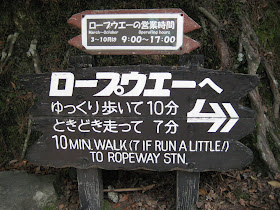 ロープウエーの営業時間
March-October Operating hours
3〜10月は 9:00〜17:00
ロープウエーへ
ゆっくり歩いて 10分
ときどき走って 7分
10 MIN. WALK (7 IF RUN A LITTLE!)
TO ROPEWAY STN.